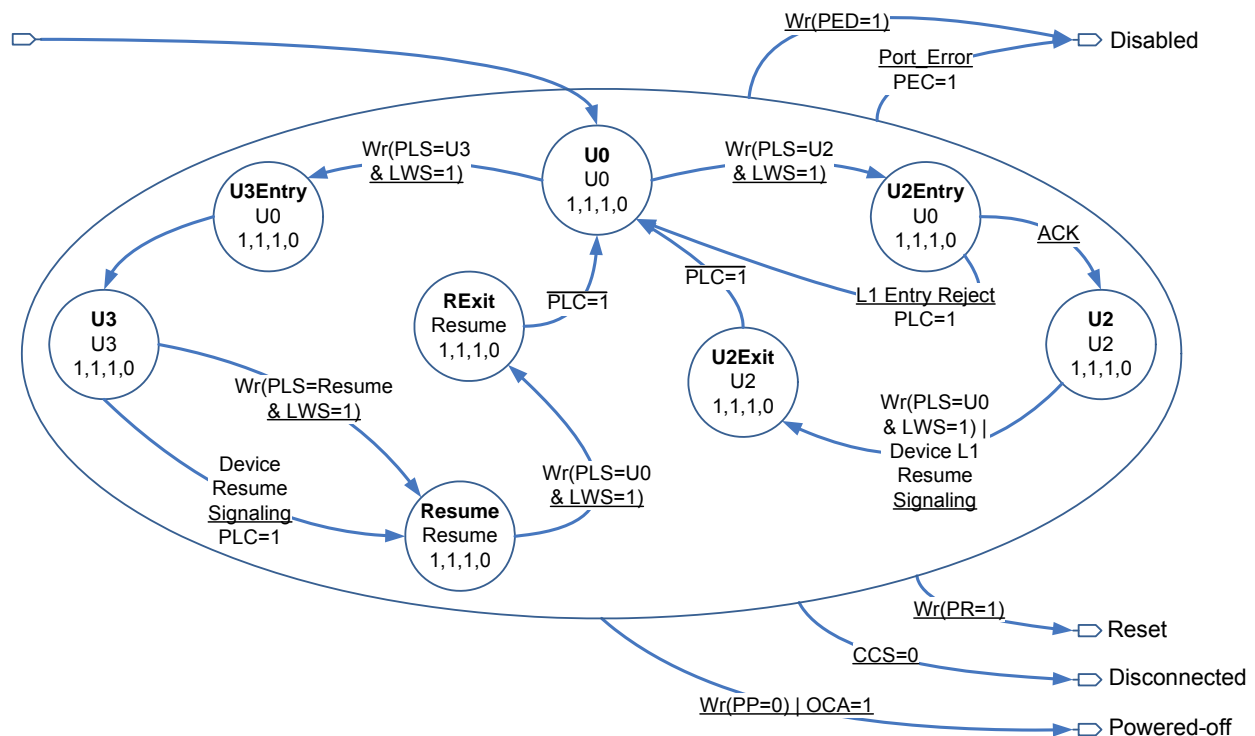 Wr(PED=1)
Disabled
Port_Error
PEC=1
Wr(PLS=U3
& LWS=1)
U0
U0
1,1,1,0
Wr(PLS=U2
& LWS=1)
U3Entry
U0
1,1,1,0
U2Entry
U0
1,1,1,0
ACK
PLC=1
PLC=1
L1 Entry Reject
PLC=1
RExit
Resume
1,1,1,0
U3
U3
1,1,1,0
U2
U2
1,1,1,0
U2Exit
U2
1,1,1,0
Wr(PLS=Resume
& LWS=1)
Wr(PLS=U0
& LWS=1) |
Device L1
Resume
Signaling
Device
Resume
Signaling
PLC=1
Wr(PLS=U0
& LWS=1)
Resume
Resume
1,1,1,0
Wr(PR=1)
Reset
CCS=0
Disconnected
Wr(PP=0) | OCA=1
Powered-off